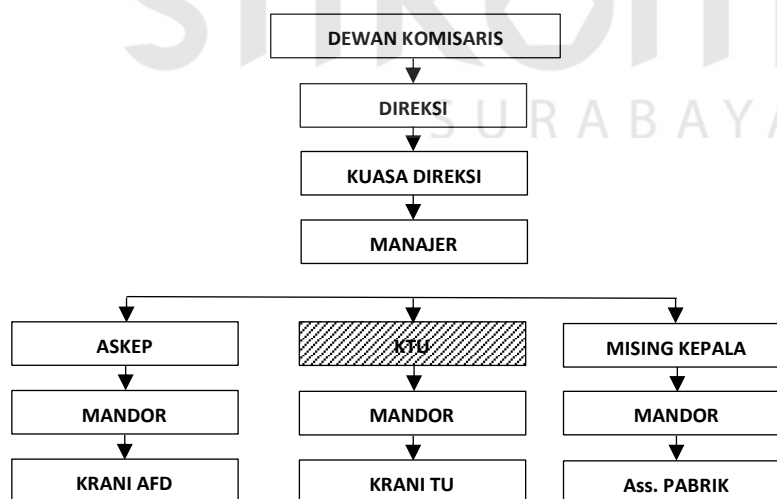 SURABAYA
DEWAN KOMISARIS
DIREKSI
KUASA DIREKSI
MANAJER
ASKEP
KTU
MISING KEPALA
MANDOR
MANDOR
MANDOR
KRANI AFD
KRANI TU
Ass. PABRIK